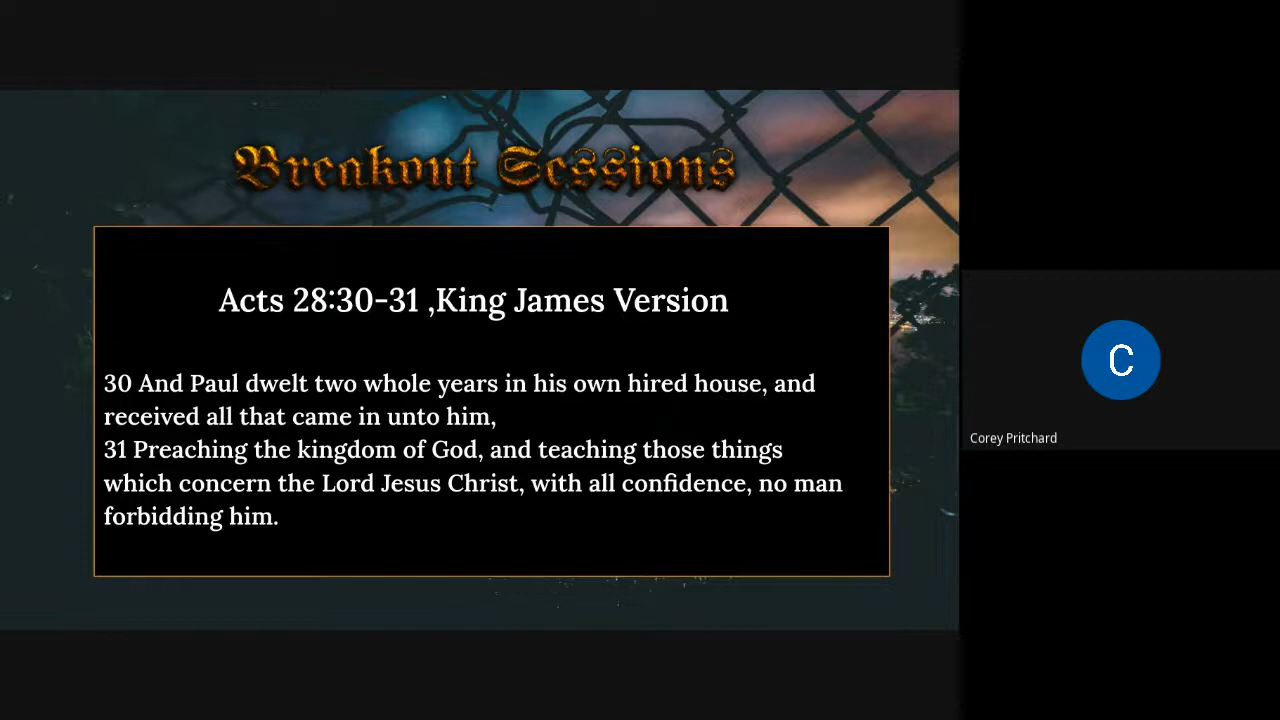 Breakout Sessions
Acts 28:30-31 ,King James Version
30 And Paul dwelt two whole years in his own hired house, and
received all that came in unto him,
31 Preaching the kingdom of God, and teaching those things
which concern the Lord Jesus Christ, with all confidence, no man
forbidding him.
C
Corey Pritchard